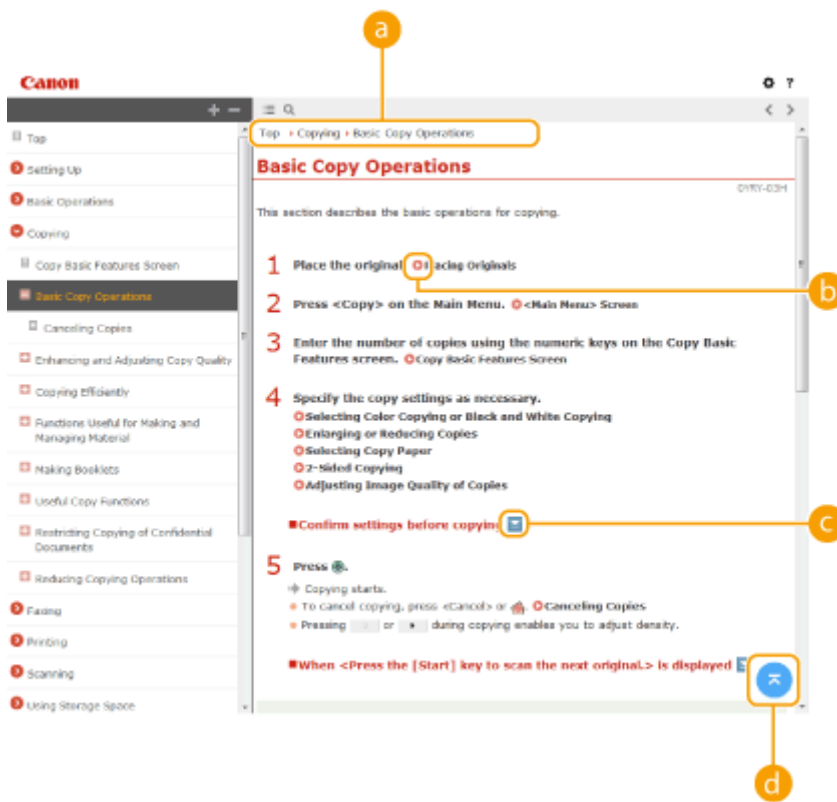 a
Canon
?
+ −
Top
Setting Up
Basic Operations
Copying
Copy Basic Features Screen
Basic Copy Operations
Canceling Copies
Enhancing and Adjusting Copy Quality
Copying Efficiently
Functions Useful for Making and
Managing Material
Making Booklets
Useful Copy Functions
Restricting Copying of Confidential
Documents
Reducing Copying Operations
Faxing
Printing
Scanning
Using Storage Space
Top › Copying › Basic Copy Operations
Basic Copy Operations
0YRY-03H
This section describes the basic operations for copying.
1 Place the original. acing Originals
b
2 Press <Copy> on the Main Menu. <Main Menu> Screen
3 Enter the number of copies using the numeric keys on the Copy Basic
Features screen. Copy Basic Features Screen
4 Specify the copy settings as necessary.
Selecting Color Copying or Black and White Copying
Enlarging or Reducing Copies
Selecting Copy Paper
2-Sided Copying
Adjusting Image Quality of Copies
■Confirm settings before copying
c
5 Press .
Copying starts.
To cancel copying, press <Cancel> or . Canceling Copies
Pressing or during copying enables you to adjust density.
■When <Press the [Start] key to scan the next original.> is displayed
d